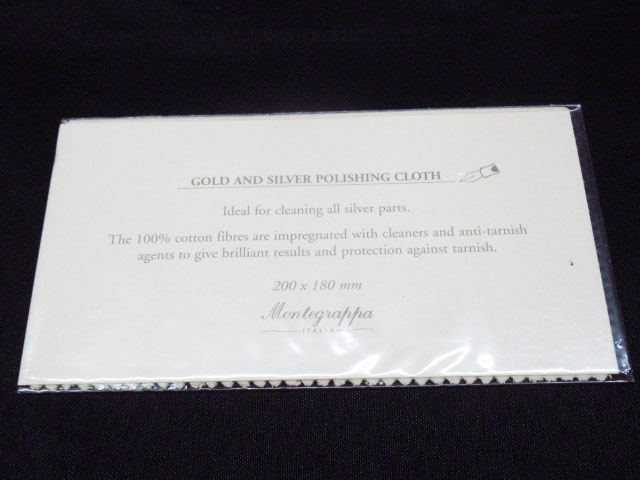 GOLD AND SILVER POLISHING CLOTH
Ideal for cleaning all silver parts.
The 100% cotton fibres are impregnated with cleaners and anti-tarnish
agents to give brilliant results and protection against tarnish.
200 x 180 mm
Montegrappa
ITALIA